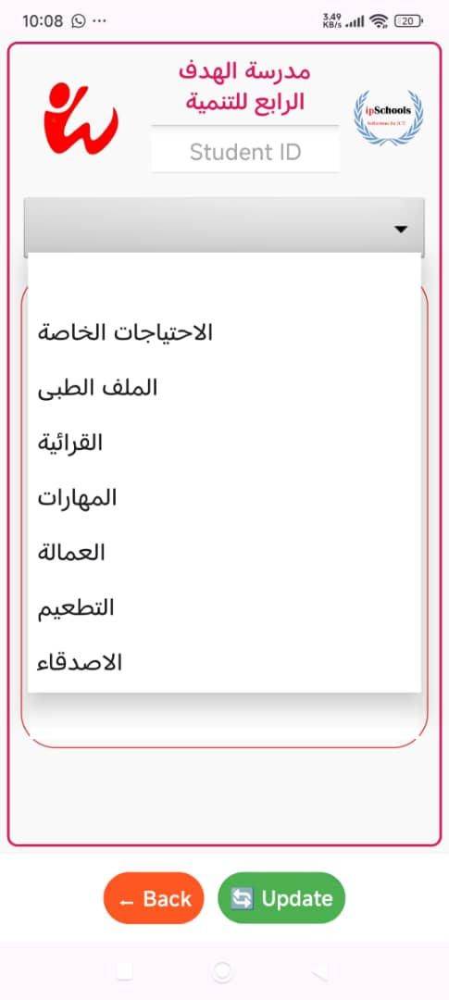 10:08
3.49
KB/s
20
مدرسة الهدف
الرابع للتنمية
ipSchools
Student ID
الاحتياجات الخاصة
الملف الطبى
القرائية
المهارات
العمالة
التطعيم
الاصدقاء
← Back
Update